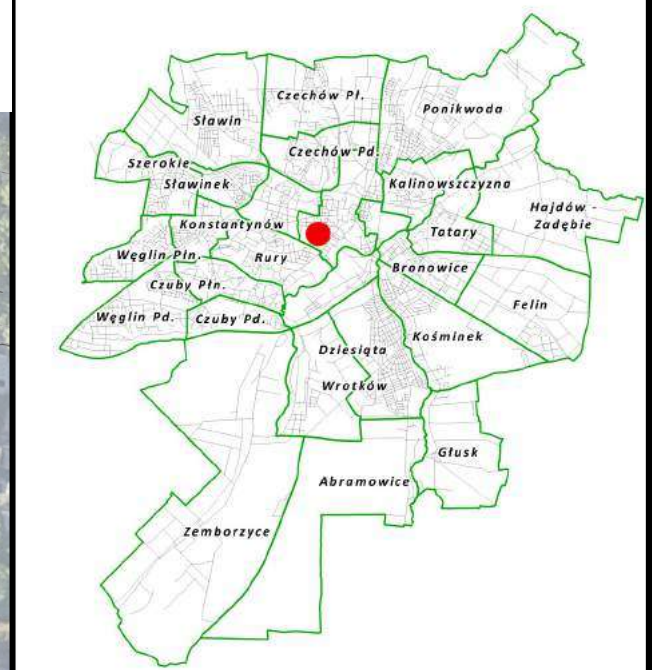 Czechów Pł.
Ponikwoda
Sławin
Czechów Pd.
Szerokie
Sławinek
Kalinowszczyzna
Hajdów -
Zadębie
Konstantynów
Tatary
Węglin Płn.
Rury
Bronowice
Czuby Płn.
Felin
Węglin Pd.
Czuby Pd.
Kośminek
Dziesiąta
Wrotków
Głusk
Abramowice
Zemborzyce